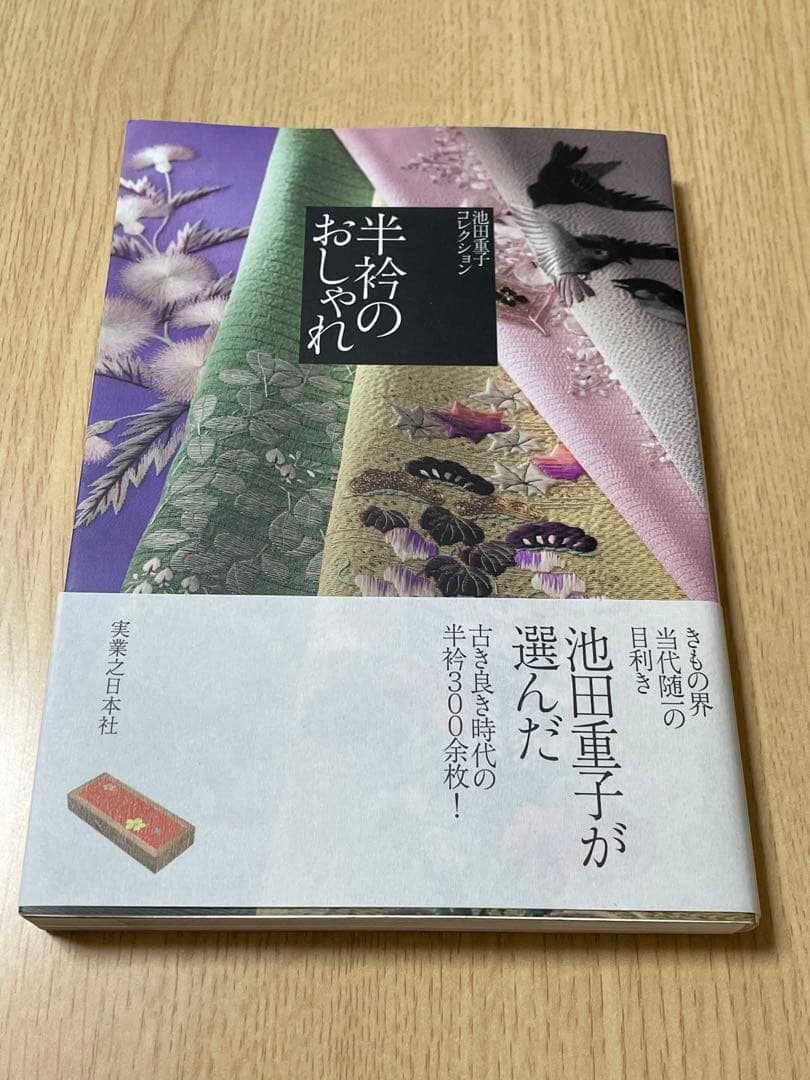 池田重子
コレクション
半衿の
おしゃれ
きもの界
当代随一の
目利き
池田重子が
選んだ
古き良き時代の
半衿300余枚!
実業之日本社